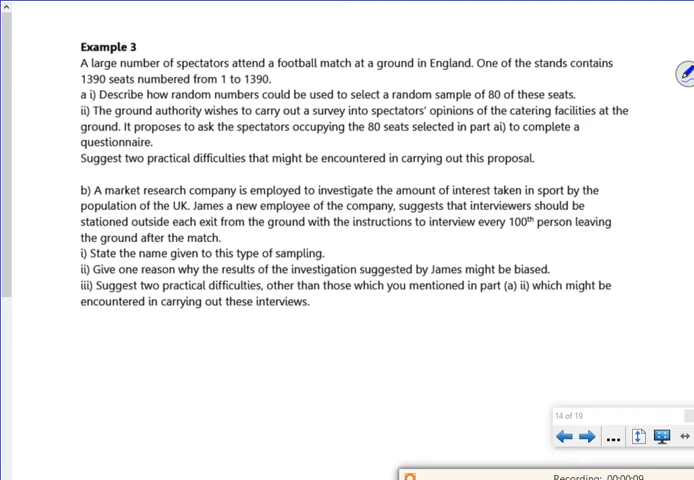 Example 3
A large number of spectators attend a football match at a ground in England. One of the stands contains
1390 seats numbered from 1 to 1390.
a i) Describe how random numbers could be used to select a random sample of 80 of these seats.
ii) The ground authority wishes to carry out a survey into spectators' opinions of the catering facilities at the
ground. It proposes to ask the spectators occupying the 80 seats selected in part ai) to complete a
questionnaire.
Suggest two practical difficulties that might be encountered in carrying out this proposal.
b) A market research company is employed to investigate the amount of interest taken in sport by the
population of the UK. James a new employee of the company, suggests that interviewers should be
stationed outside each exit from the ground with the instructions to interview every 100th person leaving
the ground after the match.
i) State the name given to this type of sampling.
ii) Give one reason why the results of the investigation suggested by James might be biased.
iii) Suggest two practical difficulties, other than those which you mentioned in part (a) ii) which might be
encountered in carrying out these interviews.
14 of 19
Recording: 00:00:09